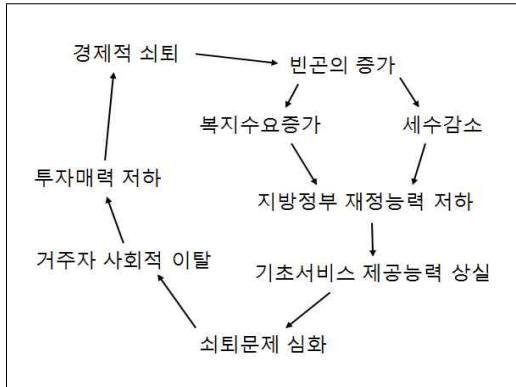 경제적 쇠퇴
빈곤의 증가
복지수요증가
세수감소
투자매력 저하
지방정부 재정능력 저하
거주자 사회적 이탈
기초서비스 제공능력 상실
쇠퇴문제 심화